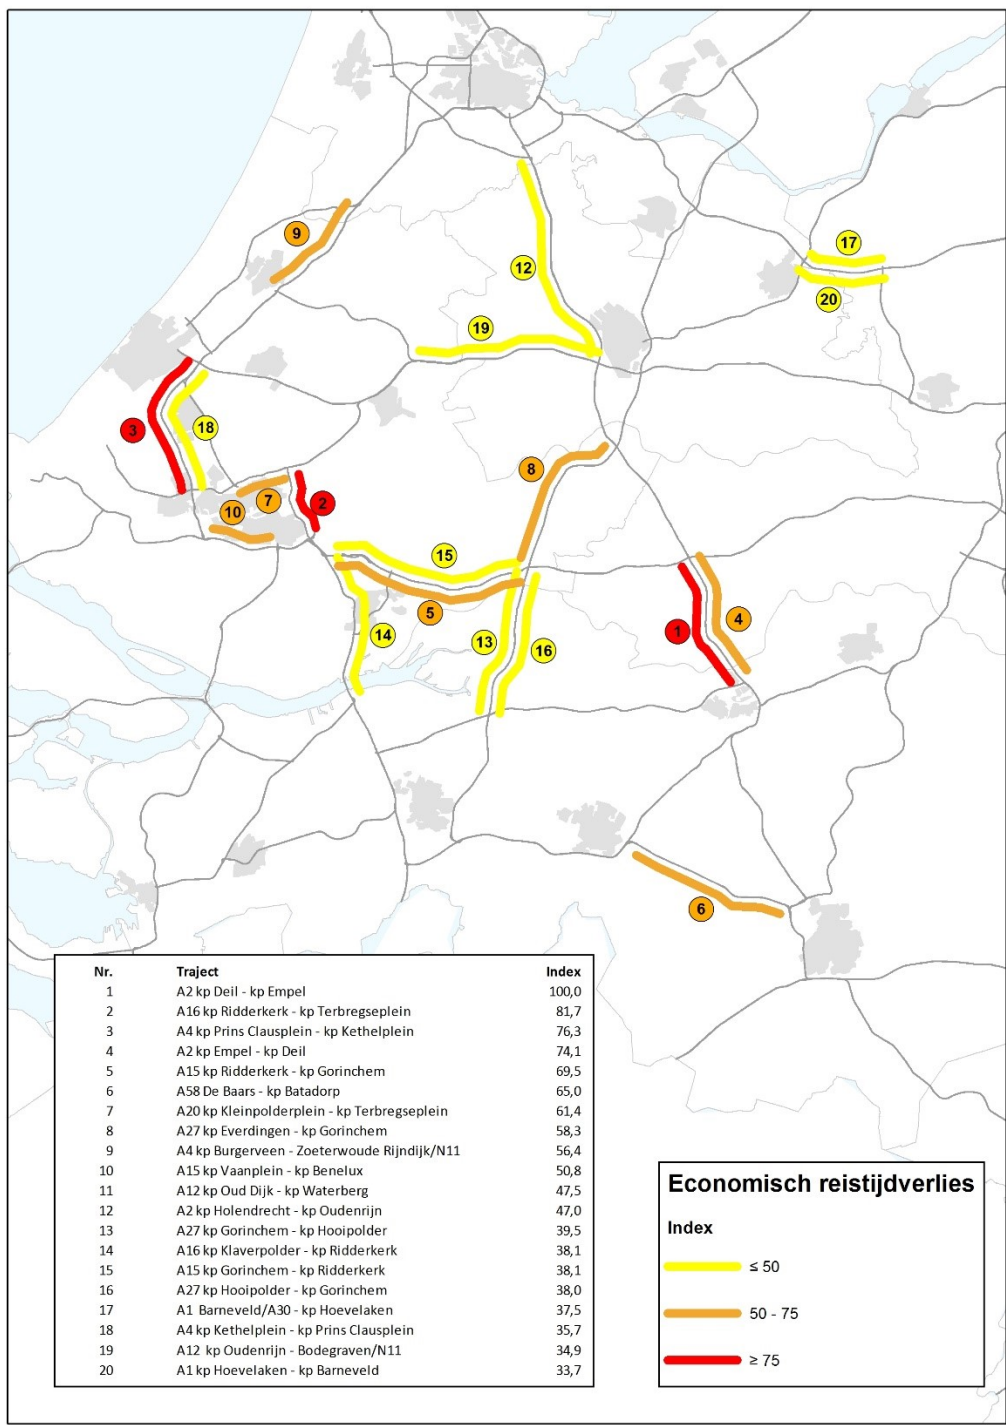 9
17
12
20
19
3
18
8
7
2
10
15
5
1
4
14
13
16
6
Nr. Traject Index
1 A2 kp Deil - kp Empel 100,0
2 A16 kp Ridderkerk - kp Terbregseplein 81,7
3 A4 kp Prins Clausplein - kp Kethelplein 76,3
4 A2 kp Empel - kp Deil 74,1
5 A15 kp Ridderkerk - kp Gorinchem 69,5
6 A58 De Baars - kp Batadorp 65,0
7 A20 kp Kleinpolderplein - kp Terbregseplein 61,4
8 A27 kp Everdingen - kp Gorinchem 58,3
9 A4 kp Burgerveen - Zoeterwoude Rijndijk/N11 56,4
10 A15 kp Vaanplein - kp Benelux 50,8
11 A12 kp Oud Dijk - kp Waterberg 47,5
12 A2 kp Holendrecht - kp Oudenrijn 47,0
13 A27 kp Gorinchem - kp Hooipolder 39,5
14 A16 kp Klaverpolder - kp Ridderkerk 38,1
15 A15 kp Gorinchem - kp Ridderkerk 38,1
16 A27 kp Hooipolder - kp Gorinchem 38,0
17 A1 Barneveld/A30 - kp Hoevelaken 37,5
18 A4 kp Kethelplein - kp Prins Clausplein 35,7
19 A12 kp Oudenrijn - Bodegraven/N11 34,9
20 A1 kp Hoevelaken - kp Barneveld 33,7
Economisch reistijdverlies
Index
≤ 50
50 - 75
≥ 75